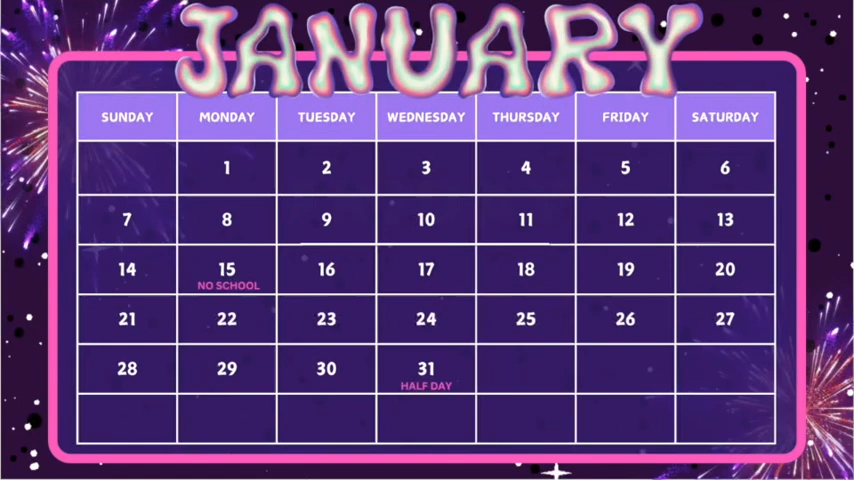 JANUARY
SUNDAY MONDAY TUESDAY WEDNESDAY THURSDAY FRIDAY SATURDAY
1 2 3 4 5 6
7 8 9 10 11 12 13
14 15 16 17 18 19 20
NO SCHOOL
21 22 23 24 25 26 27
28 29 30 31
HALF DAY